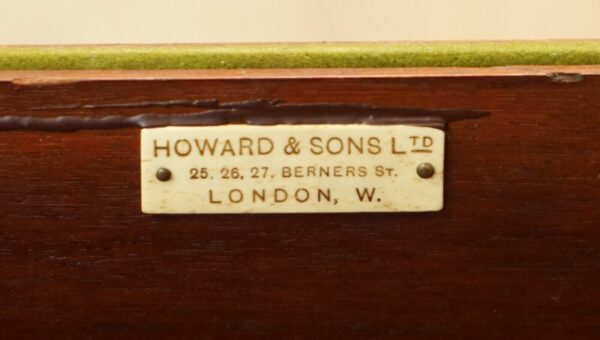 HOWARD & SONS LTD
25, 26, 27, BERNERS ST.
LONDON, W.